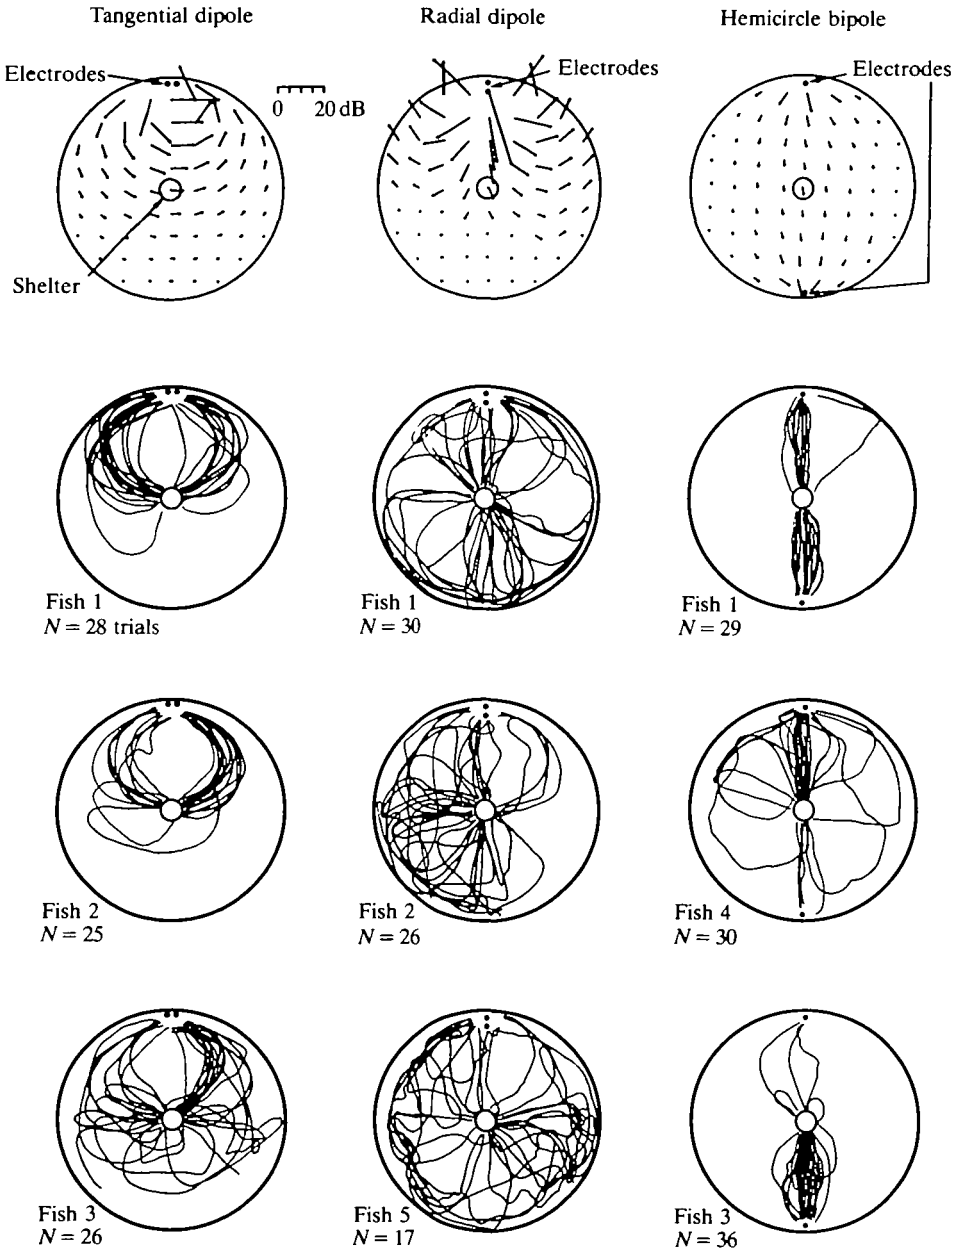 Tangential dipole
Radial dipole
Hemicircle bipole
Electrodes
0 20 dB
Electrodes
Electrodes
Shelter
Fish 1
N = 28 trials
Fish 1
N = 30
Fish 1
N = 29
Fish 2
N = 25
Fish 2
N = 26
Fish 4
N = 30
Fish 3
N = 26
Fish 5
N = 17
Fish 3
N = 36